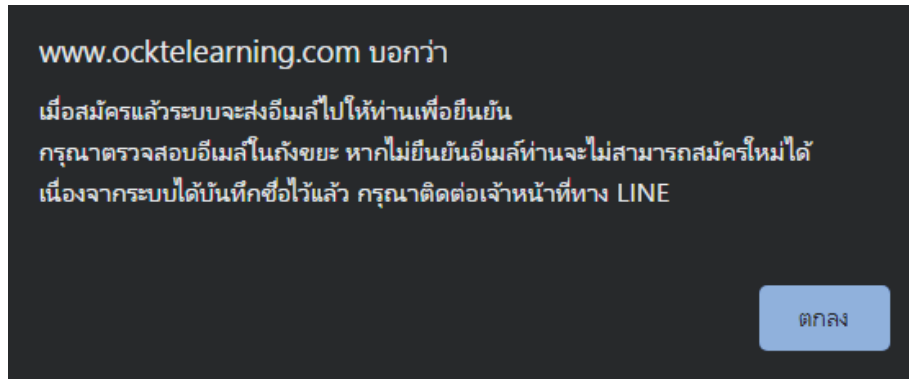 www.ocktelearning.com บอกว่า
เมื่อสมัครแล้วระบบจะส่งอีเมล์ไปให้ท่านเพื่อยืนยัน
กรุณาตรวจสอบอีเมล์ในถังขยะ หากไม่ยืนยันอีเมล์ท่านจะไม่สามารถสมัครใหม่ได้
เนื่องจากระบบได้บันทึกชื่อไว้แล้ว กรุณาติดต่อเจ้าหน้าที่ทาง LINE
ตกลง